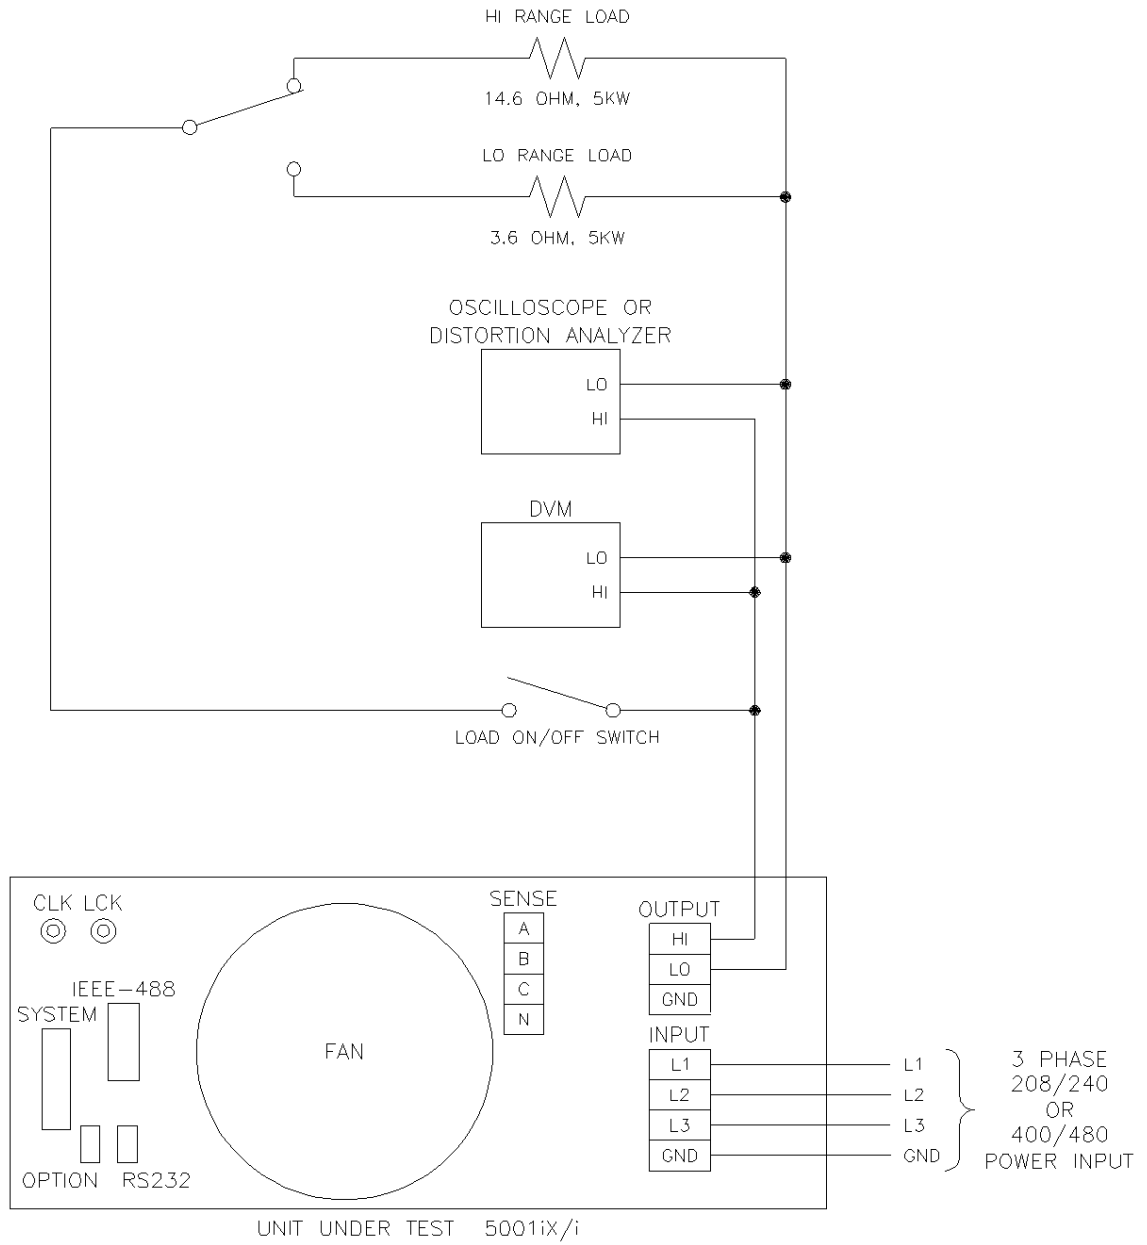 HI RANGE LOAD
14.6 OHM, 5KW
LO RANGE LOAD
3.6 OHM, 5KW
OSCILLOSCOPE OR
DISTORTION ANALYZER
LO
HI
DVM
LO
HI
LOAD ON/OFF SWITCH
CLK LCK
IEEE-488
SYSTEM
OPTION RS232
FAN
SENSE
A
B
C
N
OUTPUT
HI
LO
GND
INPUT
L1
L2
L3
GND
L1
L2
L3
GND
3 PHASE
208/240
OR
400/480
POWER INPUT
UNIT UNDER TEST 5001iX/i